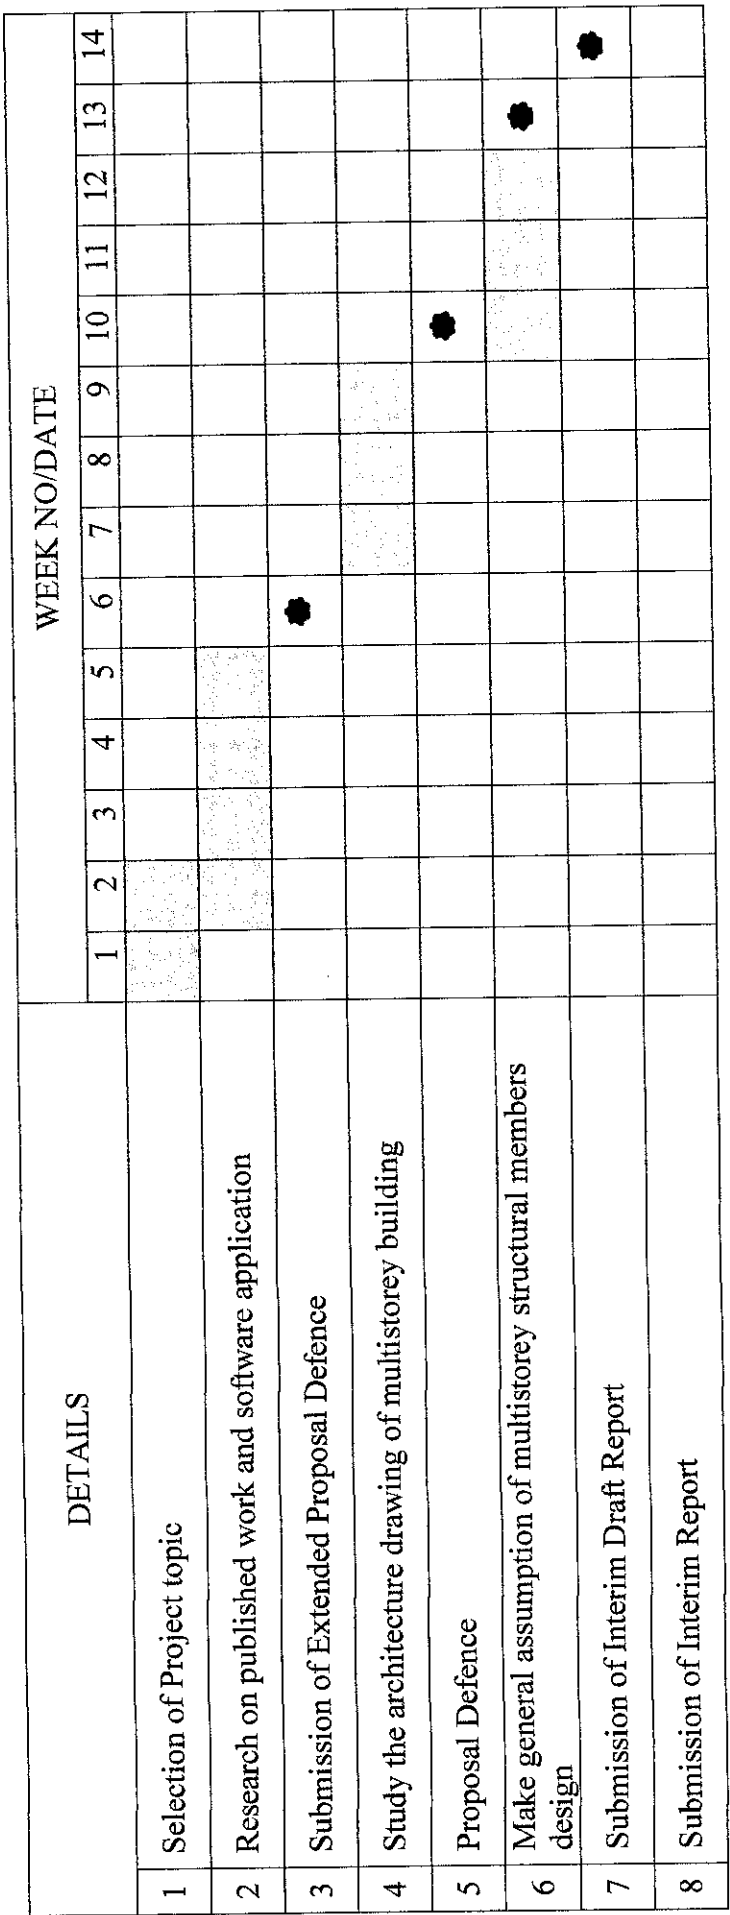 DETAILS
WEEK NO/DATE
1 2 3 4 5 6 7 8 9 10 11 12 13 14
1 Selection of Project topic
2 Research on published work and software application
3 Submission of Extended Proposal Defence
4 Study the architecture drawing of multistorey building
5 Proposal Defence
6 Make general assumption of multistorey structural members
design
7 Submission of Interim Draft Report
8 Submission of Interim Report